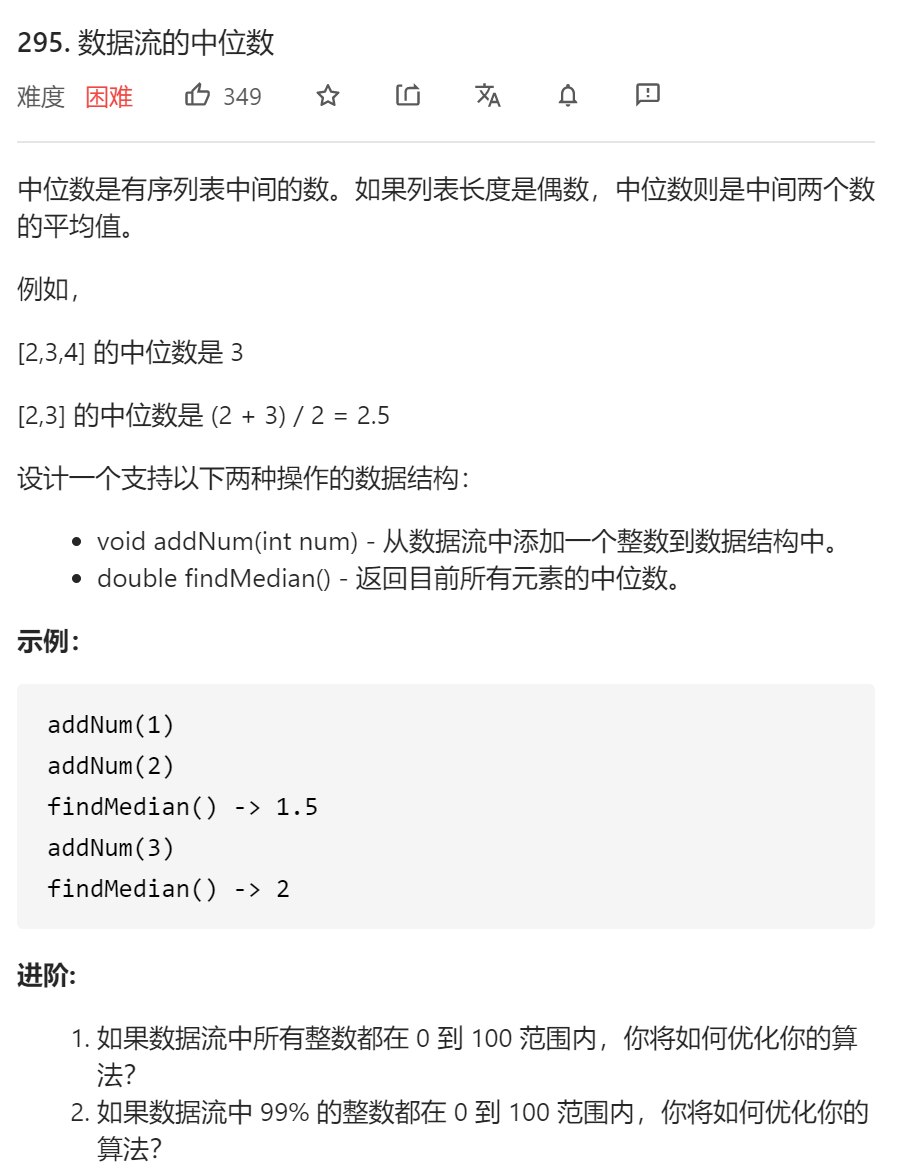 295. 数据流的中位数
难度 困难 349
中位数是有序列表中间的数。如果列表长度是偶数，中位数则是中间两个数
的平均值。
例如，
[2,3,4] 的中位数是 3
[2,3] 的中位数是 (2 + 3) / 2 = 2.5
设计一个支持以下两种操作的数据结构：
• void addNum(int num) - 从数据流中添加一个整数到数据结构中。
• double findMedian() - 返回目前所有元素的中位数。
示例：
addNum(1)
addNum(2)
findMedian() -> 1.5
addNum(3)
findMedian() -> 2
进阶:
1. 如果数据流中所有整数都在 0 到 100 范围内，你将如何优化你的算
法？
2. 如果数据流中 99% 的整数都在 0 到 100 范围内，你将如何优化你的
算法？